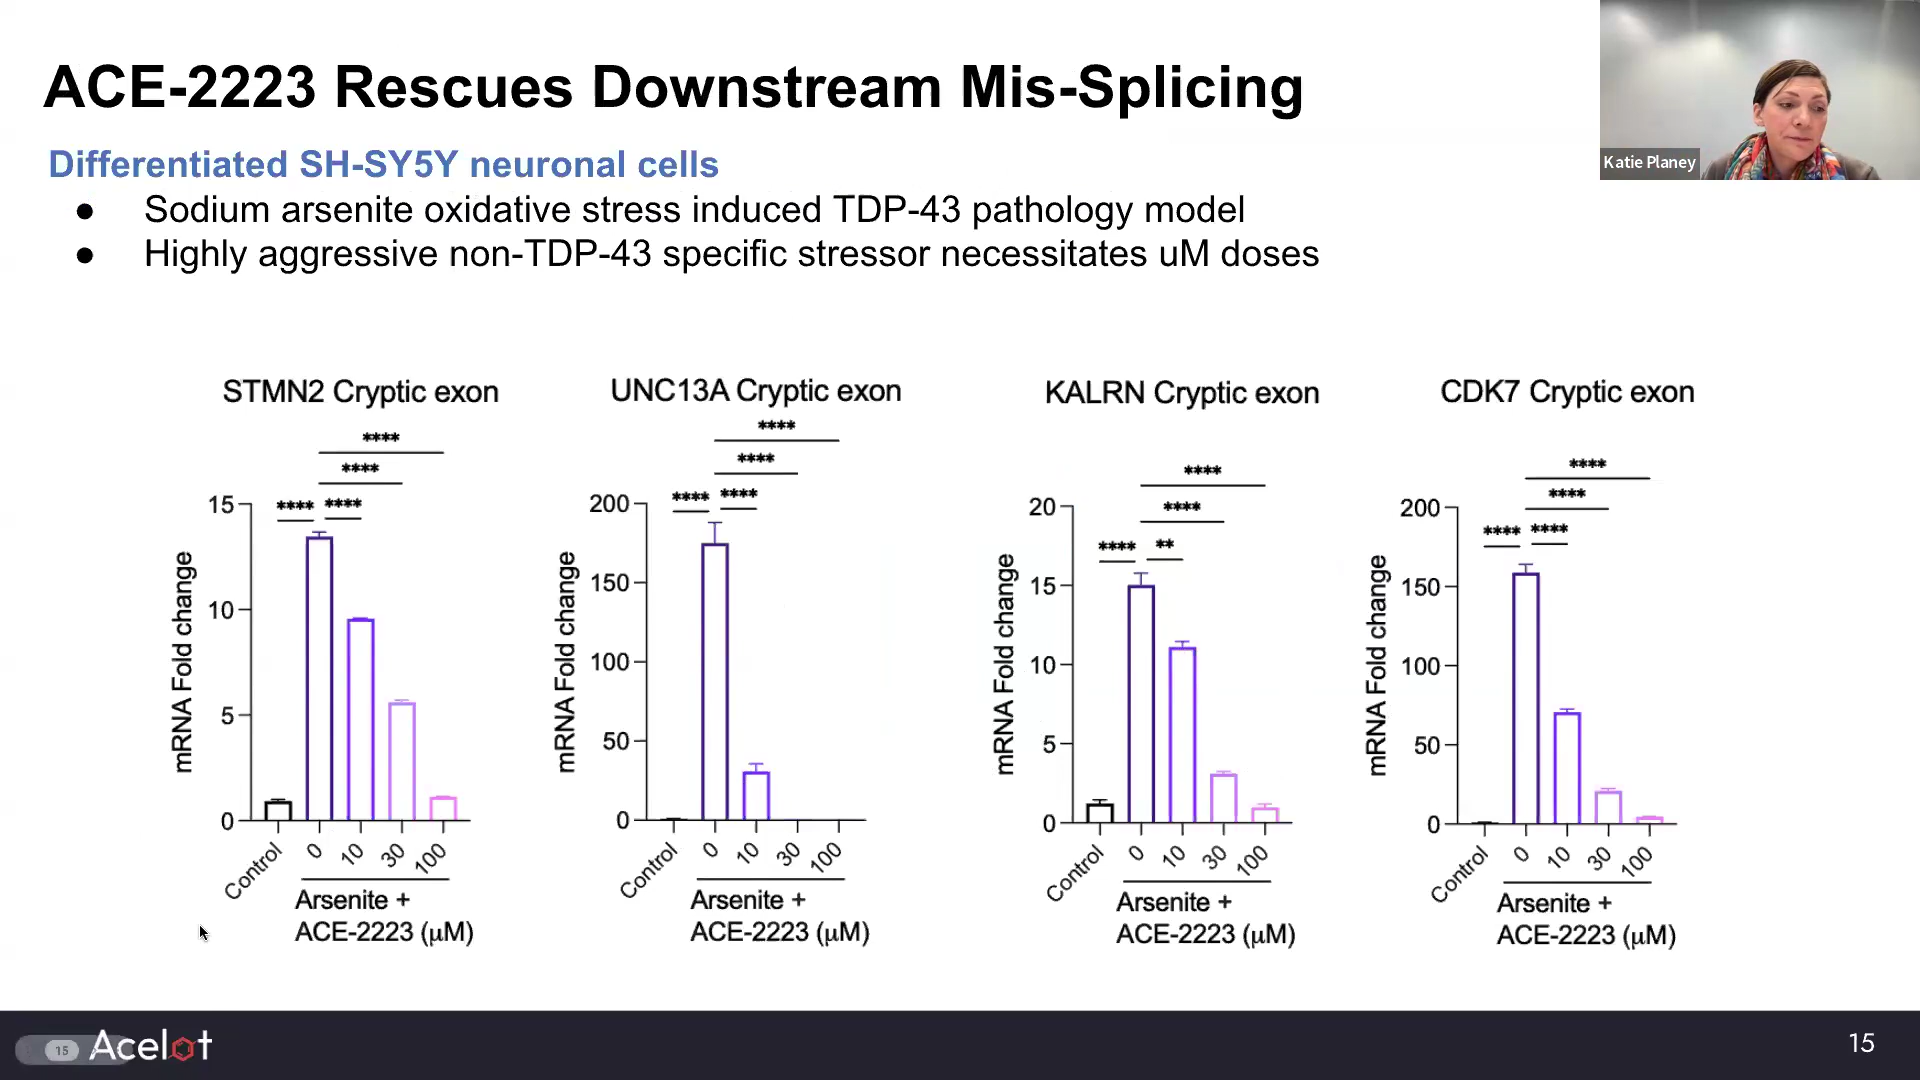 ACE-2223 Rescues Downstream Mis-Splicing
Katie Planey
Differentiated SH-SY5Y neuronal cells
● Sodium arsenite oxidative stress induced TDP-43 pathology model
● Highly aggressive non-TDP-43 specific stressor necessitates uM doses
STMN2 Cryptic exon
****
****
**** ****
15
10
5
0
mRNA Fold change
Control 0 10 30 100
Arsenite +
ACE-2223 (μM)
UNC13A Cryptic exon
****
****
**** ****
200
150
100
50
0
mRNA Fold change
Control 0 10 30 100
Arsenite +
ACE-2223 (μM)
KALRN Cryptic exon
****
****
**** **
20
15
10
5
0
mRNA Fold change
Control 0 10 30 100
Arsenite +
ACE-2223 (μM)
CDK7 Cryptic exon
****
****
**** ****
200
150
100
50
0
mRNA Fold change
Control 0 10 30 100
Arsenite +
ACE-2223 (μM)
15
Acelot
15